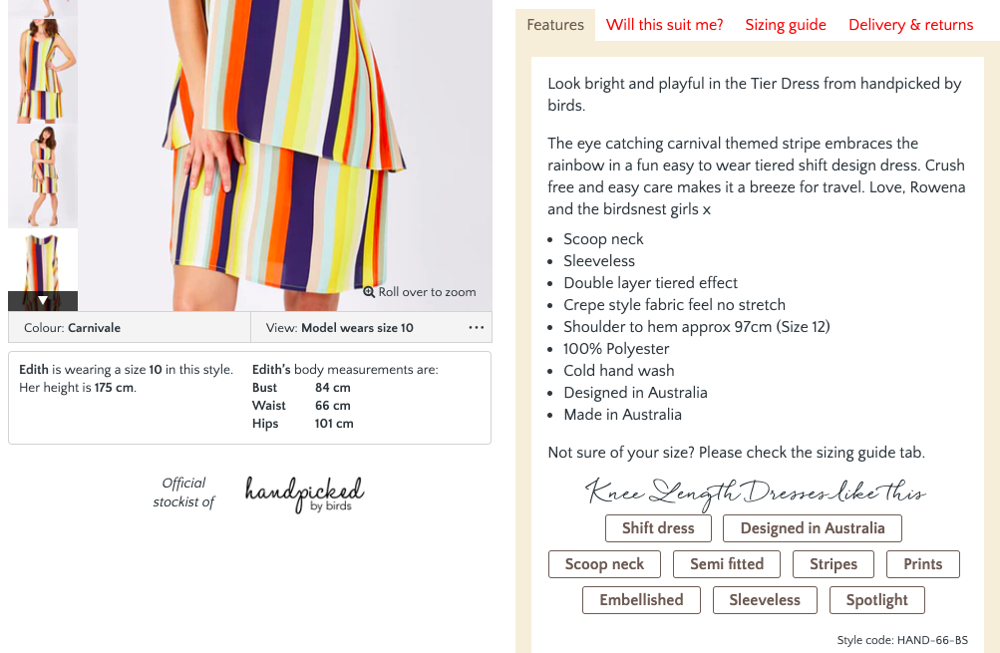 Roll over to zoom
Colour: Carnivale
View: Model wears size 10
Edith is wearing a size 10 in this style.
Her height is 175 cm.
Edith’s body measurements are:
Bust 84 cm
Waist 66 cm
Hips 101 cm
Official
stockist of
handpicked
by birds
Features
Will this suit me?
Sizing guide
Delivery & returns
Look bright and playful in the Tier Dress from handpicked by
birds.
The eye catching carnival themed stripe embraces the
rainbow in a fun easy to wear tiered shift design dress. Crush
free and easy care makes it a breeze for travel. Love, Rowena
and the birdsnest girls x
• Scoop neck
• Sleeveless
• Double layer tiered effect
• Crepe style fabric feel no stretch
• Shoulder to hem approx 97cm (Size 12)
• 100% Polyester
• Cold hand wash
• Designed in Australia
• Made in Australia
Not sure of your size? Please check the sizing guide tab.
Knee Length Dresses like this
Shift dress
Designed in Australia
Scoop neck
Semi fitted
Stripes
Prints
Embellished
Sleeveless
Spotlight
Style code: HAND-66-BS